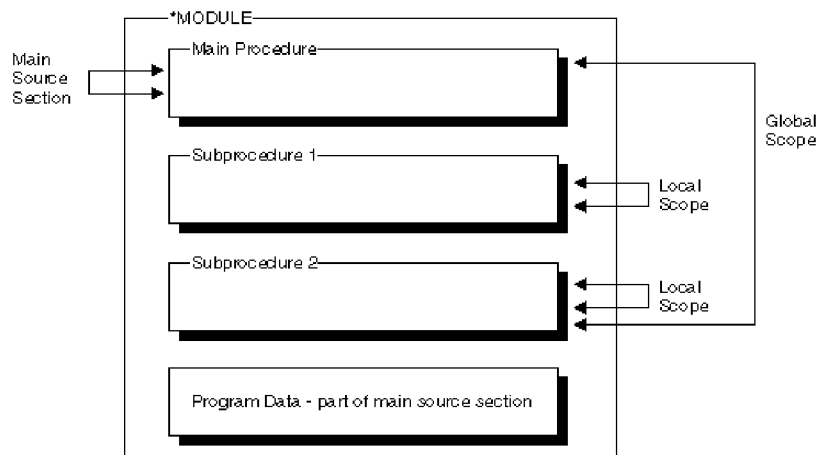 *MODULE
Main Procedure
Main
Source
Section
Global
Scope
Subprocedure 1
Local
Scope
Subprocedure 2
Local
Scope
Program Data - part of main source section